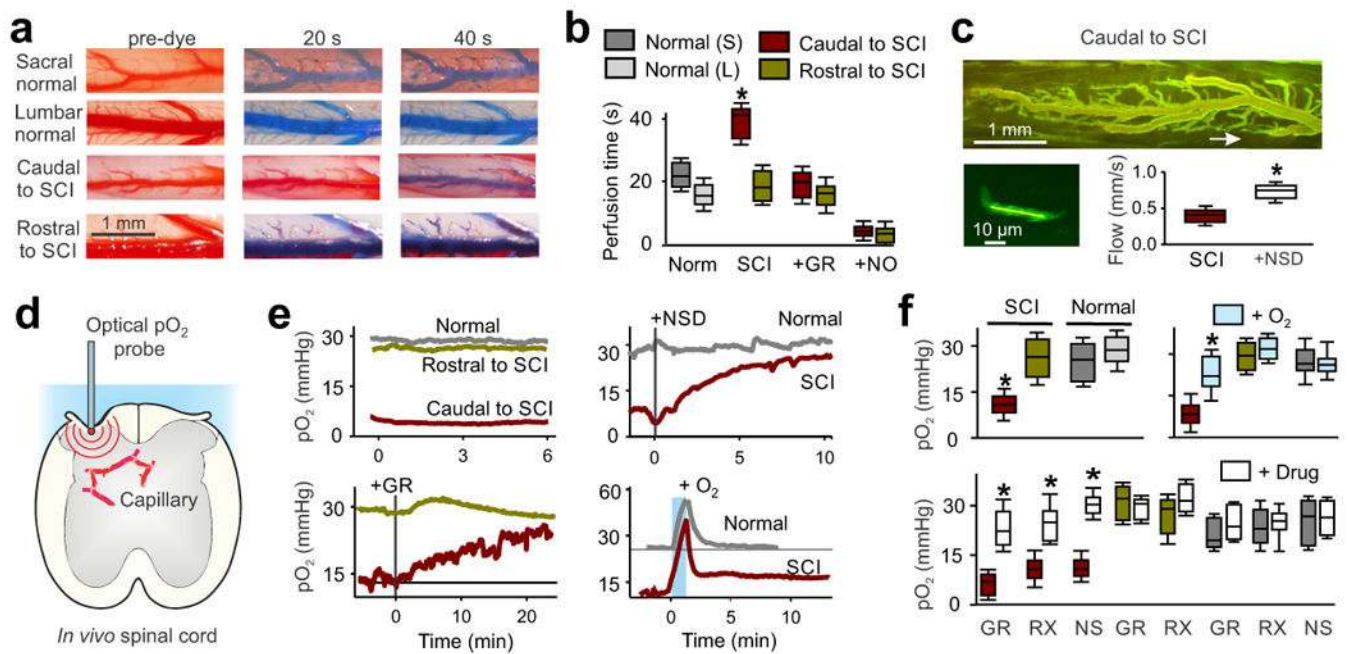 a
pre-dye 20 s 40 s
Sacral
normal
Lumbar
normal
Caudal
to SCI
Rostral
to SCI
1 mm
b
Normal (S)
Normal (L)
Caudal to SCI
Rostral to SCI
Perfusion time (s)
40
20
0
*
Norm SCI +GR +NO
c
Caudal to SCI
1 mm
10 µm
Flow (mm/s)
1.0
0.5
0.0
*
SCI +NSD
d
Optical pO2
probe
Capillary
In vivo spinal cord
e
pO2 (mmHg)
30
15
0
Normal
Rostral to SCI
Caudal to SCI
0 3 6
+NSD
Normal
SCI
30
15
0
0 5 10
pO2 (mmHg)
+GR
30
15
0 10 20
Time (min)
+ O2
60
30
15
Normal
SCI
0 5 10
Time (min)
f
SCI Normal
pO2 (mmHg)
30
15
0
*
+ O2
30
15
0
*
pO2 (mmHg)
30
15
0
* * *
+ Drug
GR RX NS GR RX GR RX NS